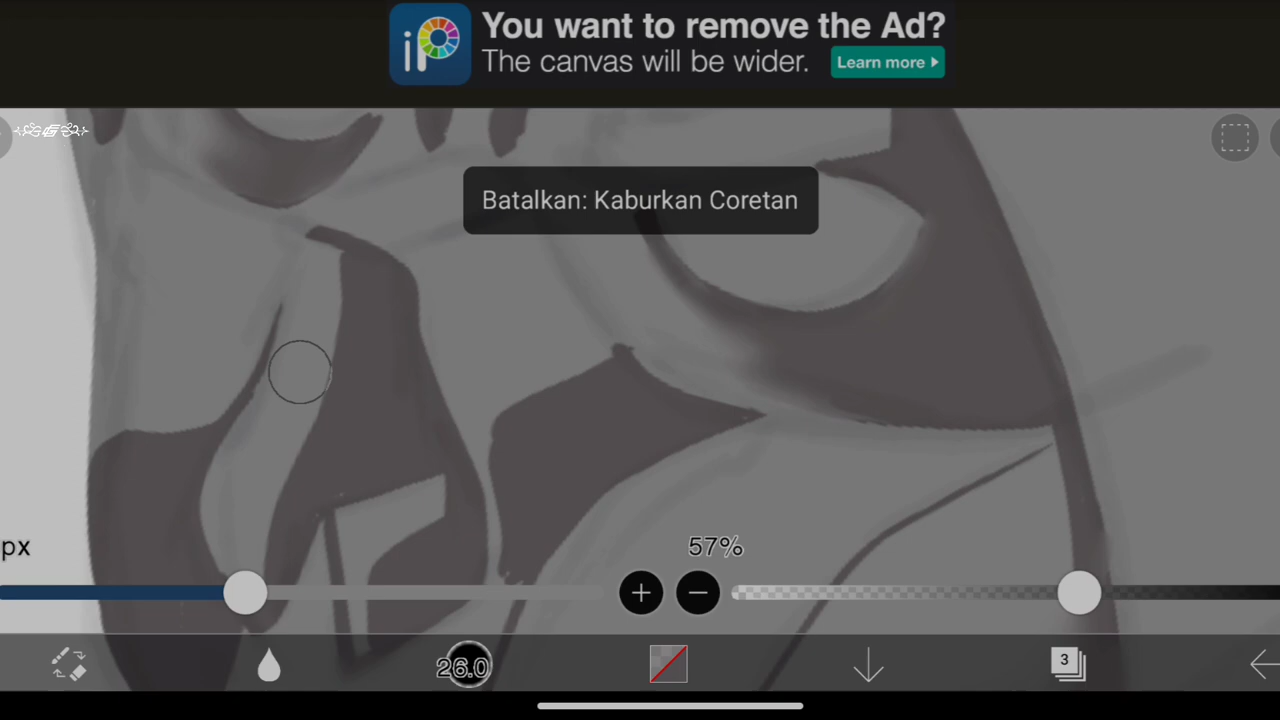 iP
You want to remove the Ad?
The canvas will be wider.
Learn more
Batalkan: Kaburkan Coretan
px
57%
26.0
3